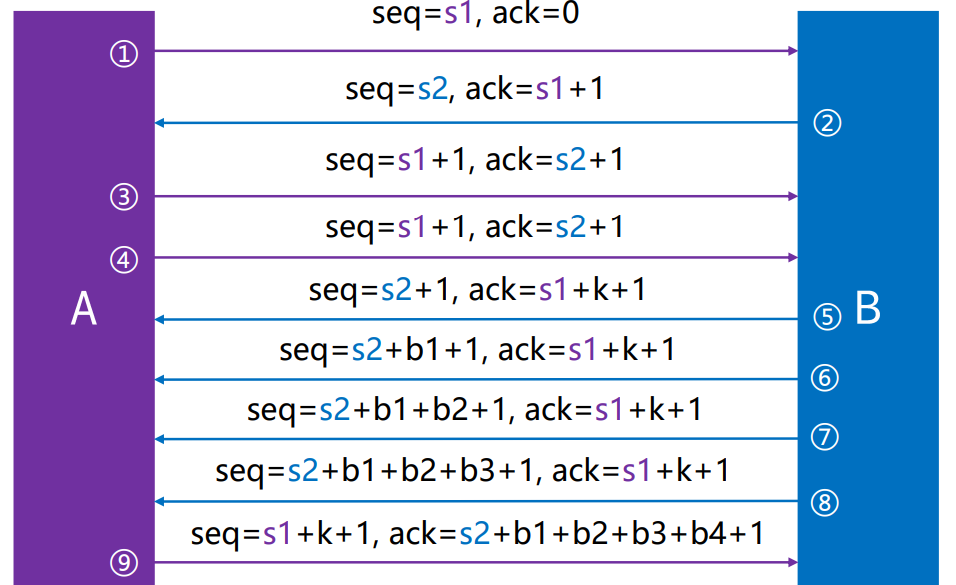 seq=s1, ack=0
①
seq=s2, ack=s1+1
②
seq=s1+1, ack=s2+1
③
seq=s1+1, ack=s2+1
④
seq=s2+1, ack=s1+k+1
A
⑤ B
seq=s2+b1+1, ack=s1+k+1
⑥
seq=s2+b1+b2+1, ack=s1+k+1
⑦
seq=s2+b1+b2+b3+1, ack=s1+k+1
⑧
seq=s1+k+1, ack=s2+b1+b2+b3+b4+1
⑨